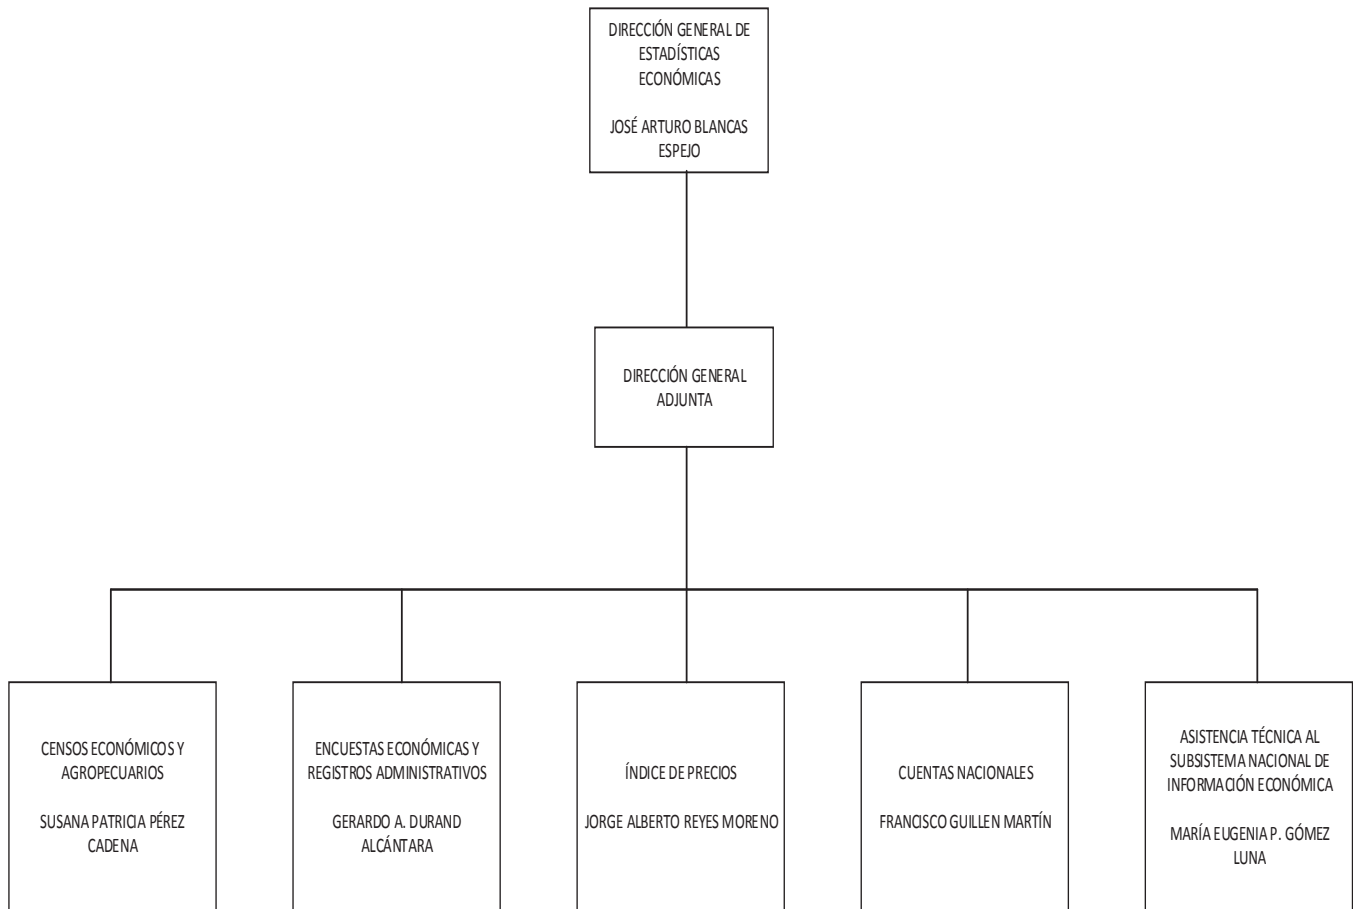 DIRECCIÓN GENERAL DE
ESTADÍSTICAS
ECONÓMICAS
JOSÉ ARTURO BLANCAS
ESPEJO
DIRECCIÓN GENERAL
ADJUNTA
CENSOS ECONÓMICOS Y
AGROPECUARIOS
SUSANA PATRICIA PÉREZ
CADENA
ENCUESTAS ECONÓMICAS Y
REGISTROS ADMINISTRATIVOS
GERARDO A. DURAND
ALCÁNTARA
ÍNDICE DE PRECIOS
JORGE ALBERTO REYES MORENO
CUENTAS NACIONALES
FRANCISCO GUILLEN MARTÍN
ASISTENCIA TÉCNICA AL
SUBSISTEMA NACIONAL DE
INFORMACIÓN ECONÓMICA
MARÍA EUGENIA P. GÓMEZ
LUNA